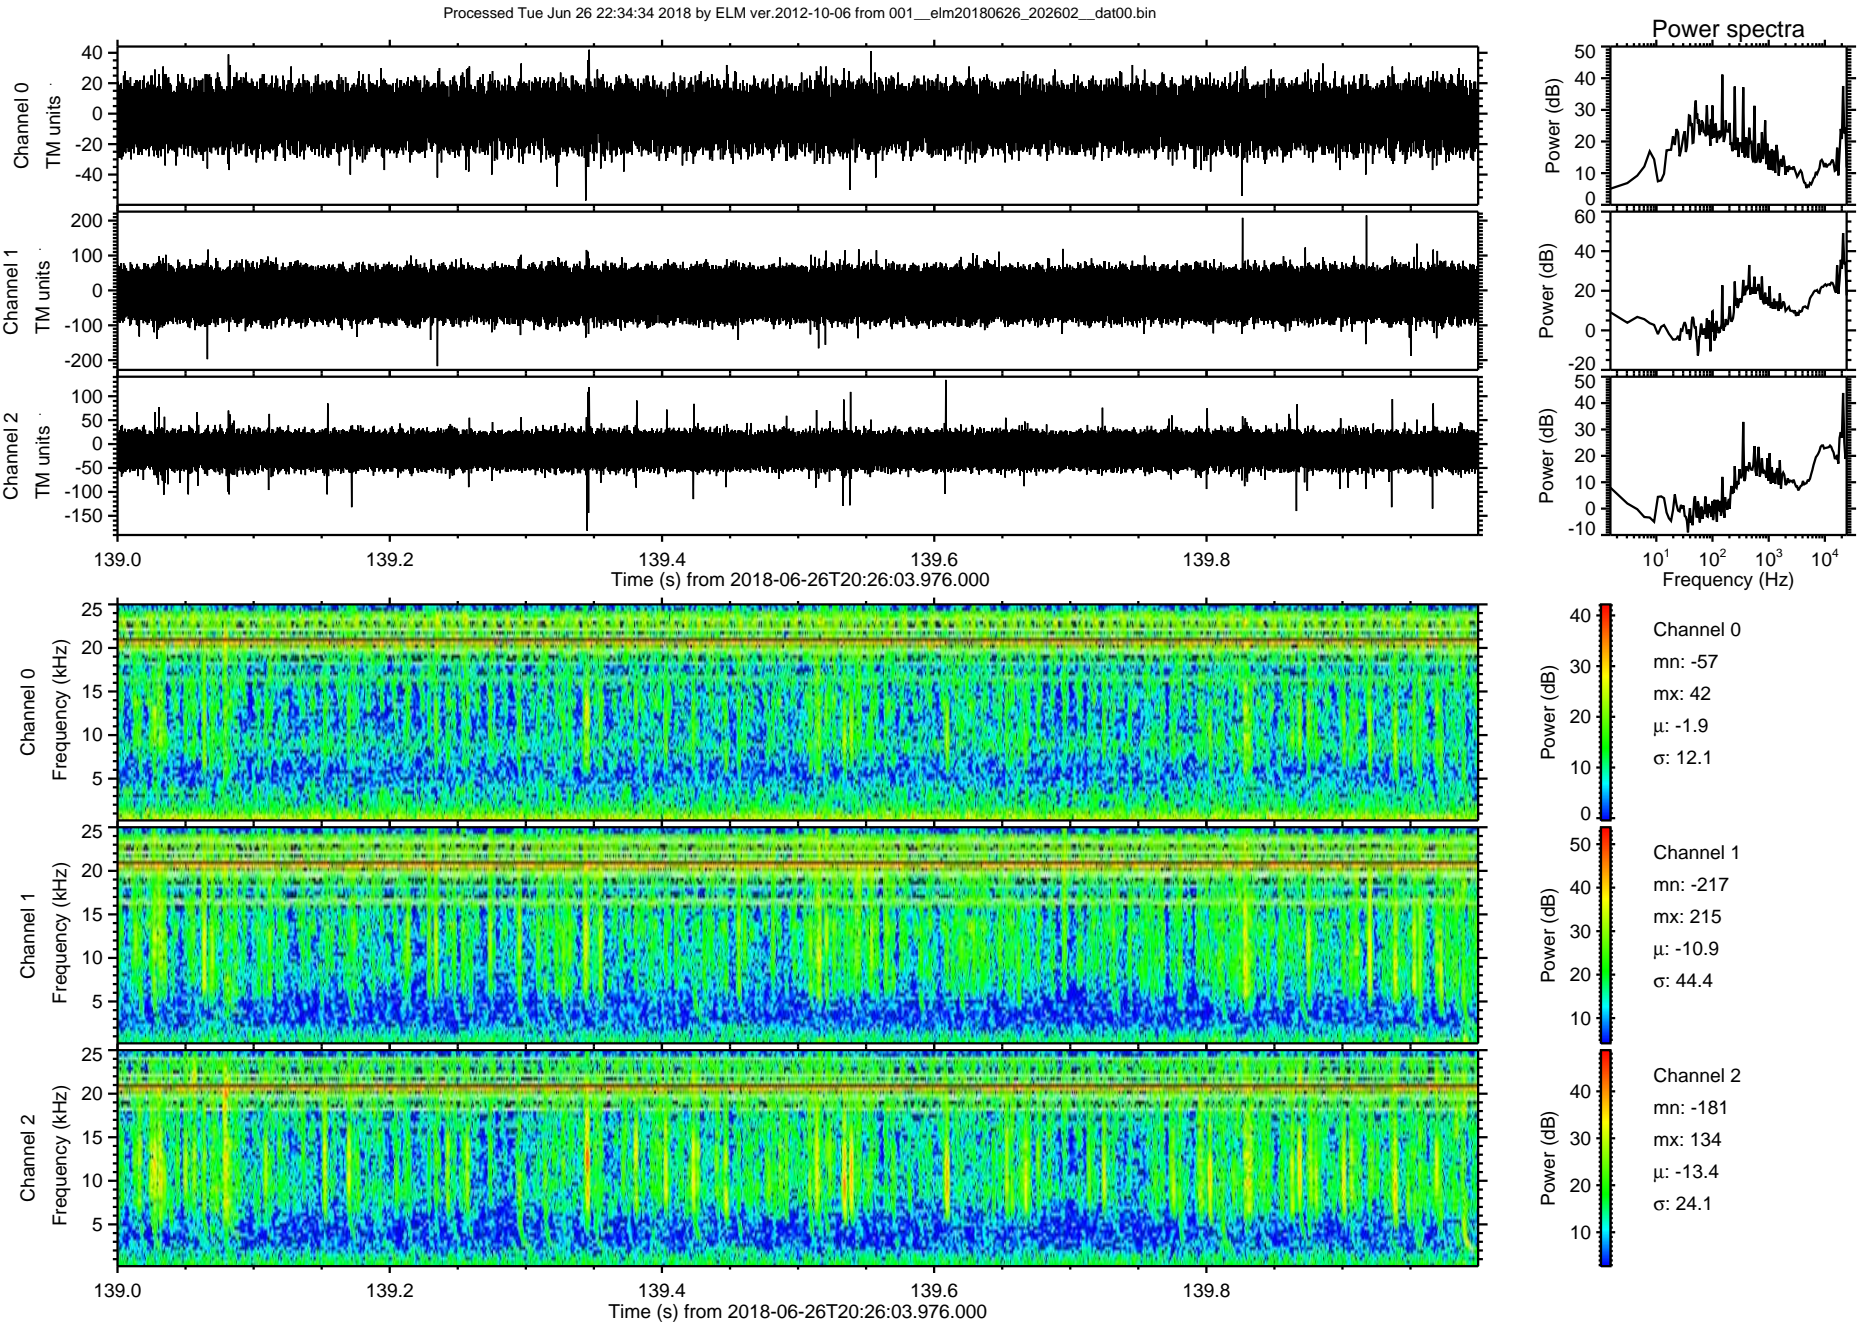 Processed Tue Jun 26 22:34:34 2018 by ELM ver.2012-10-06 from 001__elm20180626_202602__dat00.bin
Power spectra
Channel 0
TM units
40
20
0
-20
-40
Power (dB)
50
40
30
20
10
0
Channel 1
TM units
200
100
0
-100
-200
Power (dB)
60
40
20
0
-20
Channel 2
TM units
100
50
0
-50
-100
-150
Power (dB)
50
40
30
20
10
0
-10
139.0 139.2 139.4 139.6 139.8
Time (s) from 2018-06-26T20:26:03.976.000
10^1 10^2 10^3 10^4
Frequency (Hz)
Channel 0
Frequency (kHz)
25
20
15
10
5
Power (dB)
40
30
20
10
0
Channel 0
mn: -57
mx: 42
μ: -1.9
σ: 12.1
Channel 1
Frequency (kHz)
25
20
15
10
5
Power (dB)
50
40
30
20
10
Channel 1
mn: -217
mx: 215
μ: -10.9
σ: 44.4
Channel 2
Frequency (kHz)
25
20
15
10
5
Power (dB)
40
30
20
10
Channel 2
mn: -181
mx: 134
μ: -13.4
σ: 24.1
139.0 139.2 139.4 139.6 139.8
Time (s) from 2018-06-26T20:26:03.976.000